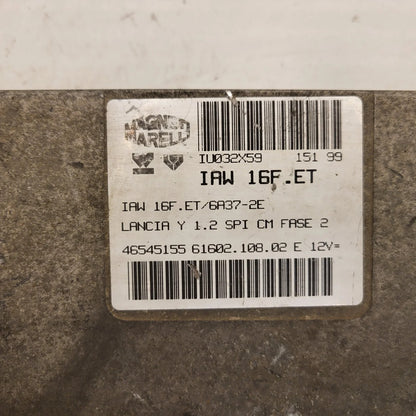 MAGNETI
MARELLI
IU032X59 151 99
IAW 16F.ET
IAW 16F.ET/6A37-2E
LANCIA Y 1.2 SPI CM FASE 2
46545155 61602.108.02 E 12V=